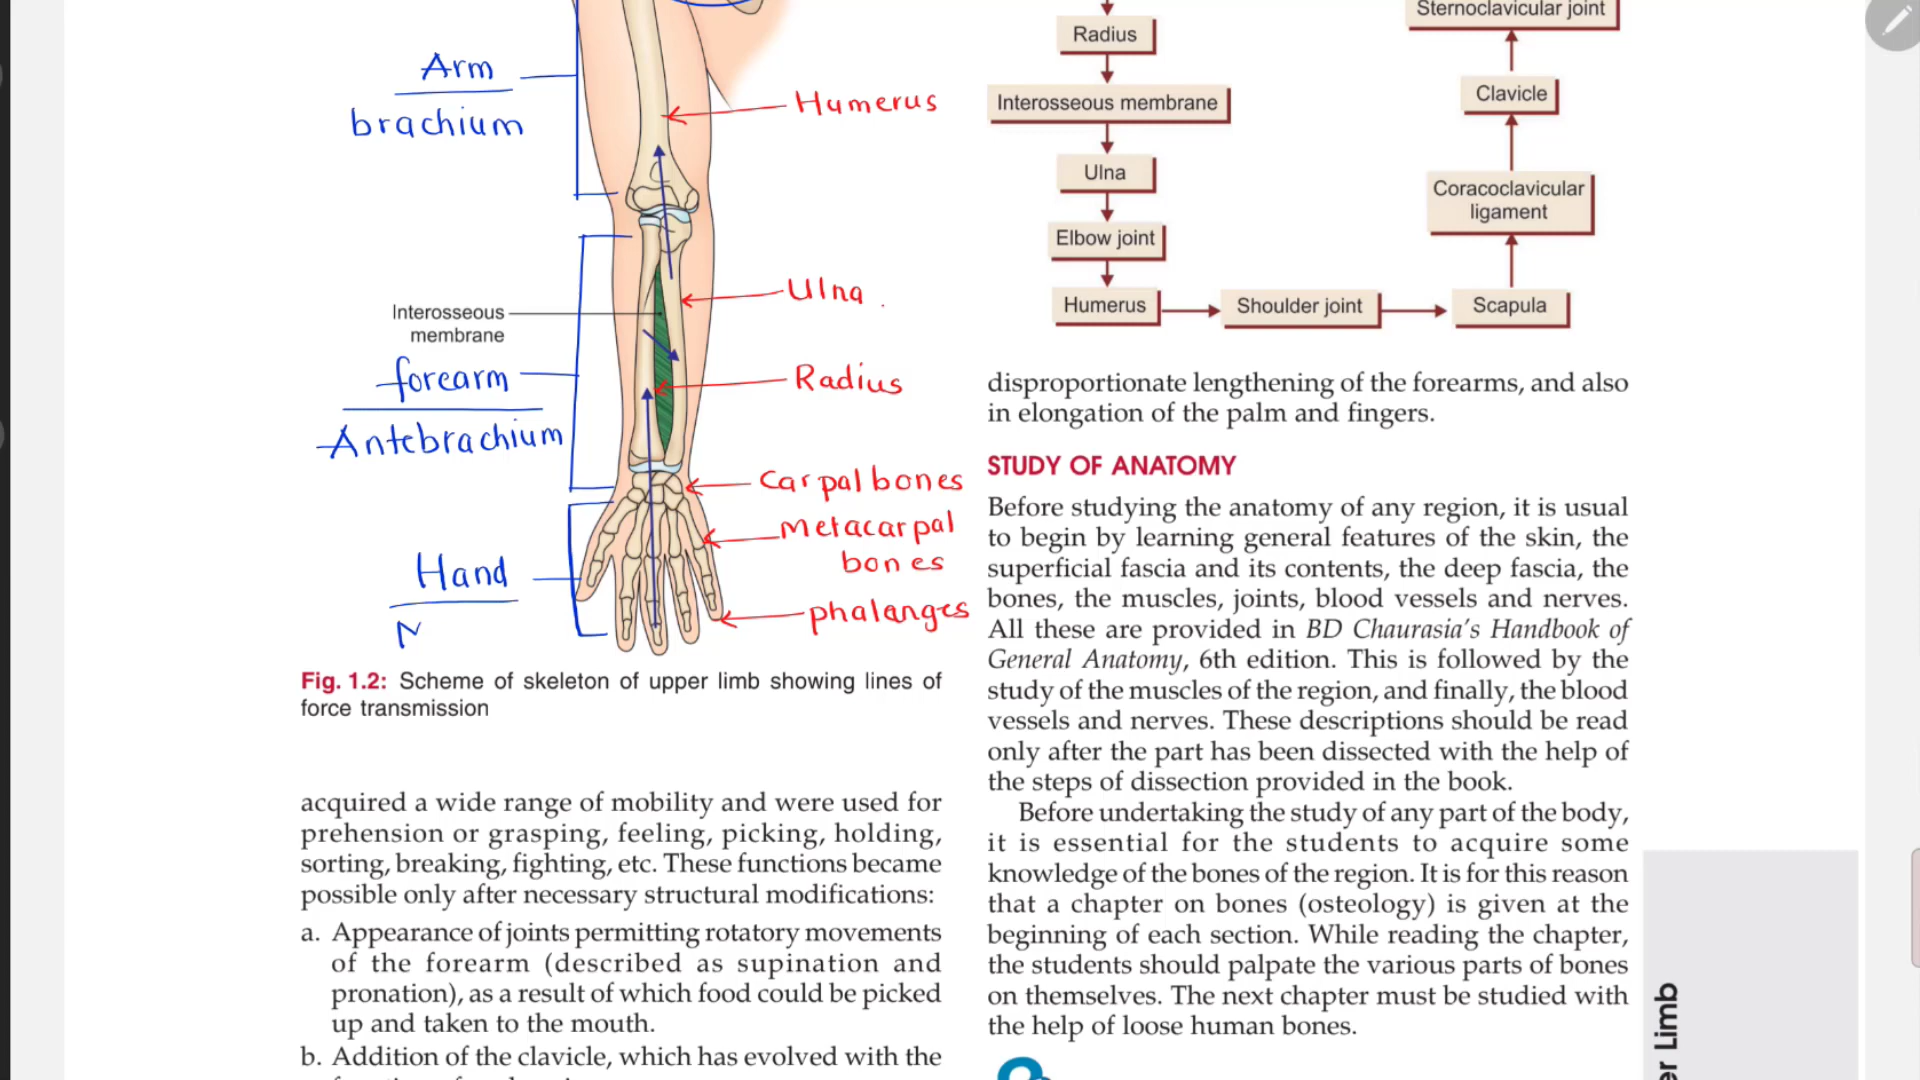 Arm
brachium
Humerus
Ulna
Interosseous
membrane
forearm
Antebrachium
Radius
Carpal bones
Metacarpal
bones
Hand
phalanges
Fig. 1.2: Scheme of skeleton of upper limb showing lines of
force transmission
acquired a wide range of mobility and were used for
prehension or grasping, feeling, picking, holding,
sorting, breaking, fighting, etc. These functions became
possible only after necessary structural modifications:
a. Appearance of joints permitting rotatory movements
of the forearm (described as supination and
pronation), as a result of which food could be picked
up and taken to the mouth.
b. Addition of the clavicle, which has evolved with the
Radius
Interosseous membrane
Ulna
Elbow joint
Humerus
Shoulder joint
Scapula
Coracoclavicular
ligament
Clavicle
Sternoclavicular joint
disproportionate lengthening of the forearms, and also
in elongation of the palm and fingers.
STUDY OF ANATOMY
Before studying the anatomy of any region, it is usual
to begin by learning general features of the skin, the
superficial fascia and its contents, the deep fascia, the
bones, the muscles, joints, blood vessels and nerves.
All these are provided in BD Chaurasia's Handbook of
General Anatomy, 6th edition. This is followed by the
study of the muscles of the region, and finally, the blood
vessels and nerves. These descriptions should be read
only after the part has been dissected with the help of
the steps of dissection provided in the book.
Before undertaking the study of any part of the body,
it is essential for the students to acquire some
knowledge of the bones of the region. It is for this reason
that a chapter on bones (osteology) is given at the
beginning of each section. While reading the chapter,
the students should palpate the various parts of bones
on themselves. The next chapter must be studied with
the help of loose human bones.
Limb